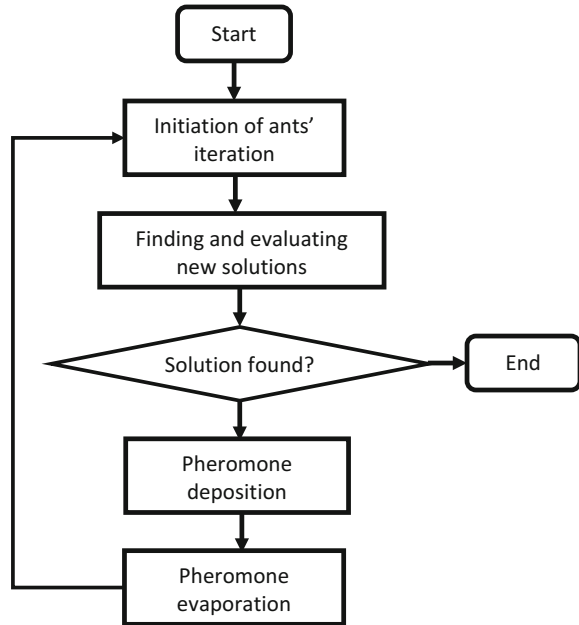 Start
Initiation of ants’
iteration
Finding and evaluating
new solutions
Solution found?
End
Pheromone
deposition
Pheromone
evaporation